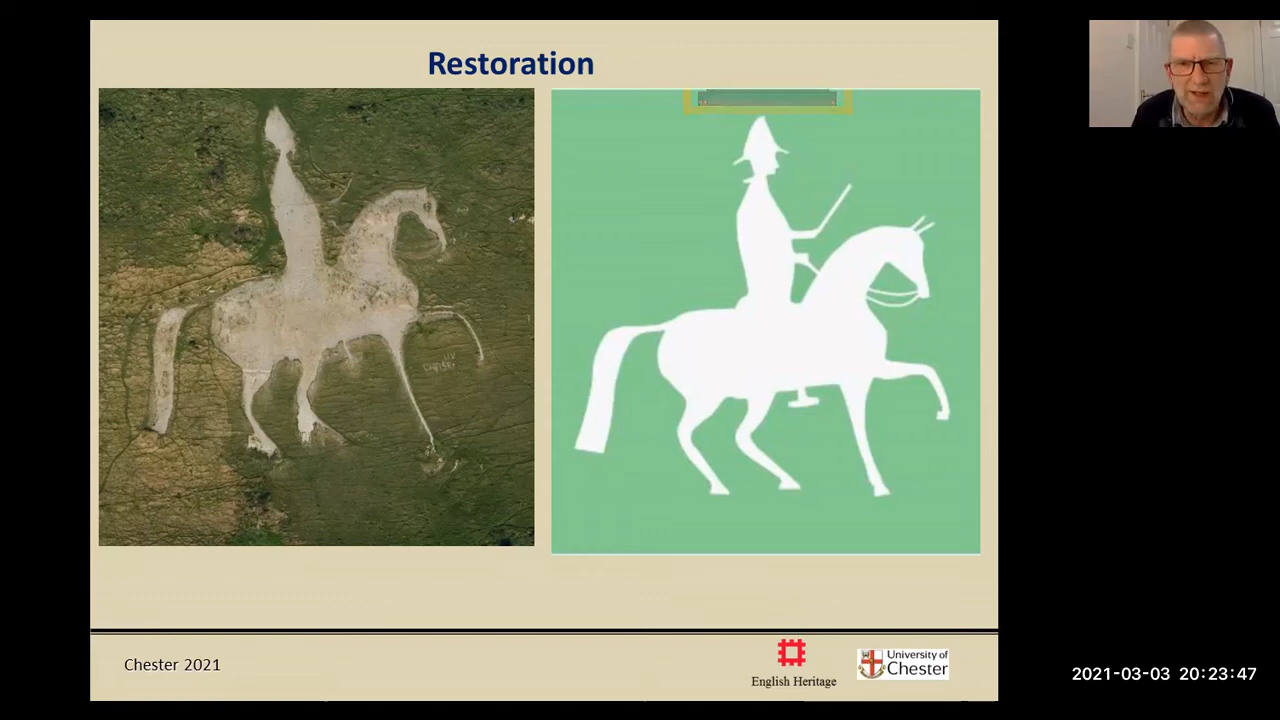 Restoration
Chester 2021
English Heritage
University of
Chester
2021-03-03 20:23:47